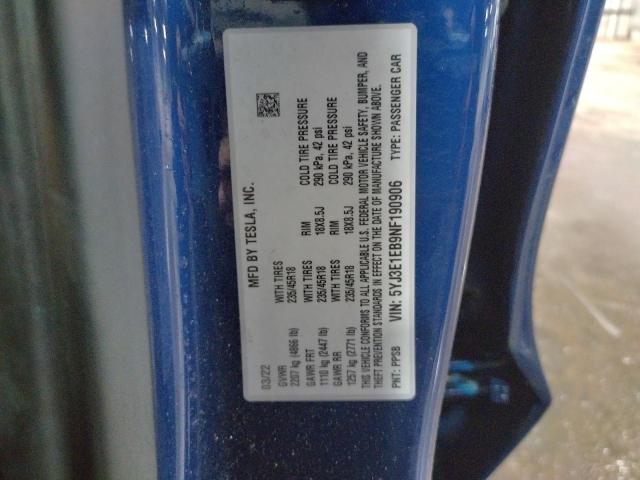 MFD BY TESLA, INC.
03/22
GVWR WITH TIRES RIM COLD TIRE PRESSURE
2207 kg (4866 lb) 235/45R18 18X8.5J 290 kPa, 42 psi
GAWR FRT WITH TIRES RIM COLD TIRE PRESSURE
1110 kg (2447 lb) 235/45R18 18X8.5J 290 kPa, 42 psi
GAWR RR
1257 kg (2771 lb) 235/45R18
THIS VEHICLE CONFORMS TO ALL APPLICABLE U.S. FEDERAL MOTOR VEHICLE SAFETY, BUMPER, AND
THEFT PREVENTION STANDARDS IN EFFECT ON THE DATE OF MANUFACTURE SHOWN ABOVE.
PNT: PPSB VIN: 5YJ3E1EB9NF190906 TYPE: PASSENGER CAR